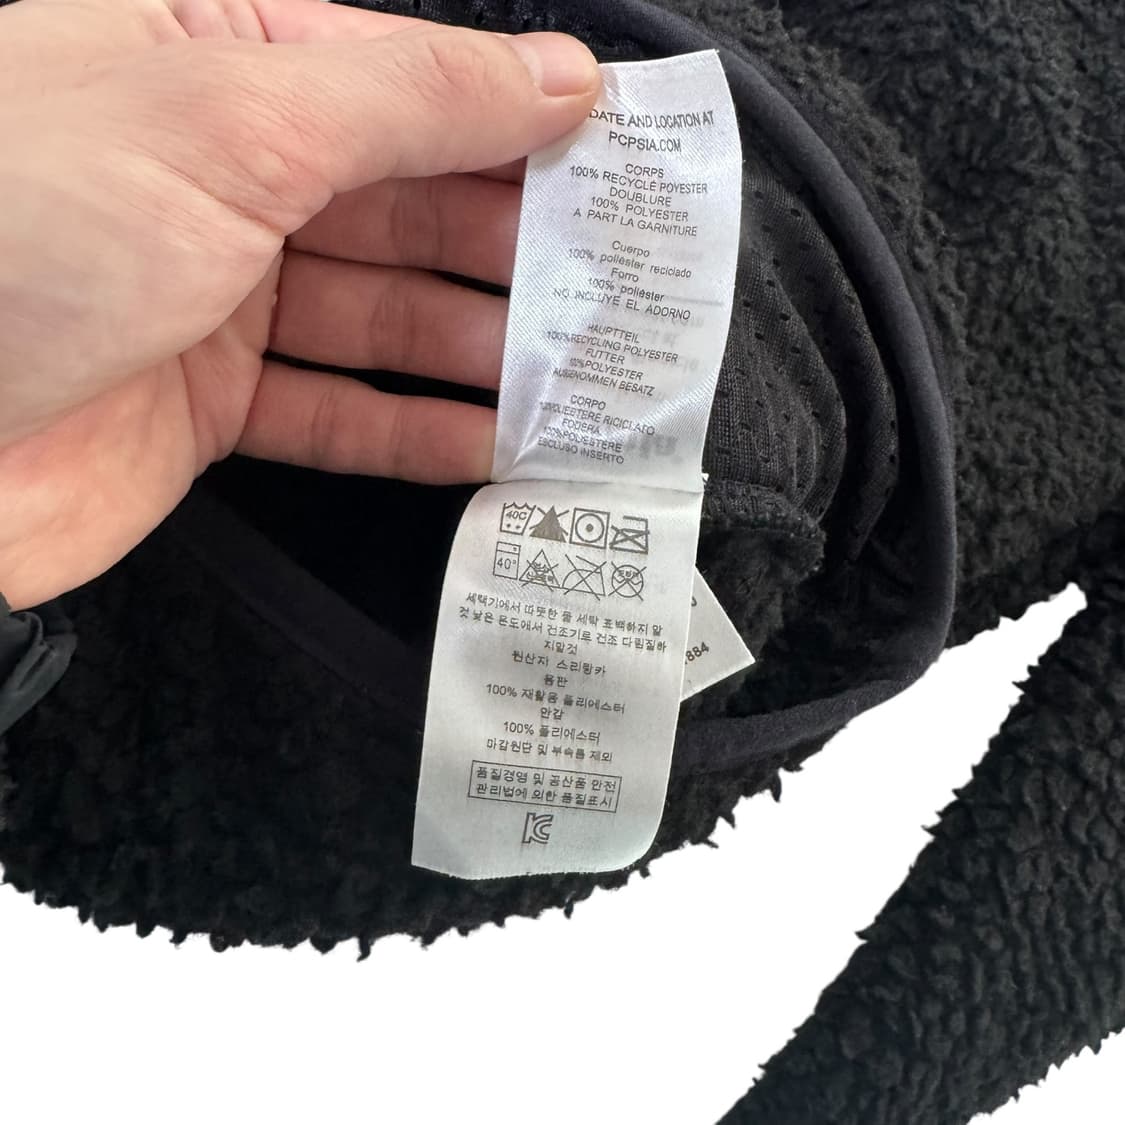 DATE AND LOCATION AT
PCPSIA.COM
CORPS
100% RECYCLÉ POYESTER
DOUBLURE
100% POLYESTER
A PART LA GARNITURE
Cuerpo
100% poliéster reciclado
Forro
100% poliéster
NO INCLUYE EL ADORNO
HAUPTTEIL
100%RECYCLING POLYESTER
FUTTER
100%POLYESTER
AUßENOMMEN BESATZ
CORPO
100%POLIESTERE RICICLATO
FODERA
100%POLIESTERE
ESCLUSO INSERTO
40C
40°
세탁기에서 따뜻한 물 세탁 표백하지 말
것 낮은 온도에서 건조기로 건조 다림질하
지말것
원산지 스리랑카
몸판
100% 재활용 폴리에스터
안감
100% 폴리에스터
마감원단 및 부속품 제외
품질경영 및 공산품 안전
관리법에 의한 품질표시
884